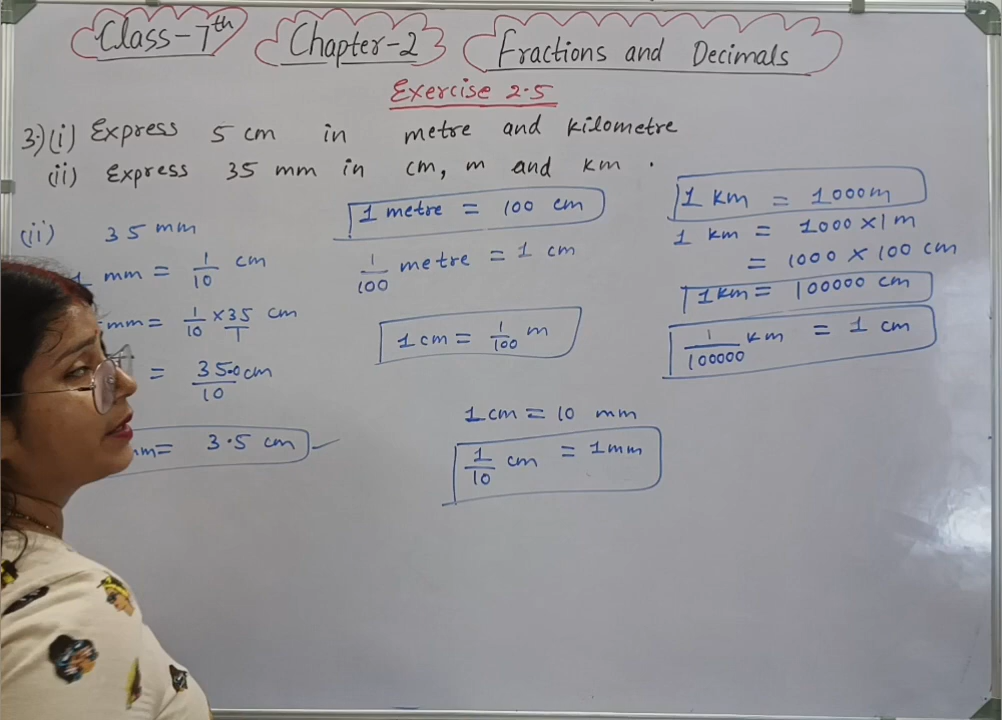 Class-7th Chapter-2 Fractions and Decimals
Exercise 2.5
3.)(i) Express 5 cm in metre and kilometre
(ii) Express 35 mm in cm, m and km.
(ii) 35 mm
mm = 1/10 cm
mm = 1/10 × 35/1 cm
= 35.0/10 cm
m = 3.5 cm
1 metre = 100 cm
1/100 metre = 1 cm
1 cm = 1/100 m
1 cm = 10 mm
1/10 cm = 1 mm
1 km = 1000m
1 km = 1000 × 1 m
= 1000 × 100 cm
1 km = 100000 cm
1/100000 km = 1 cm